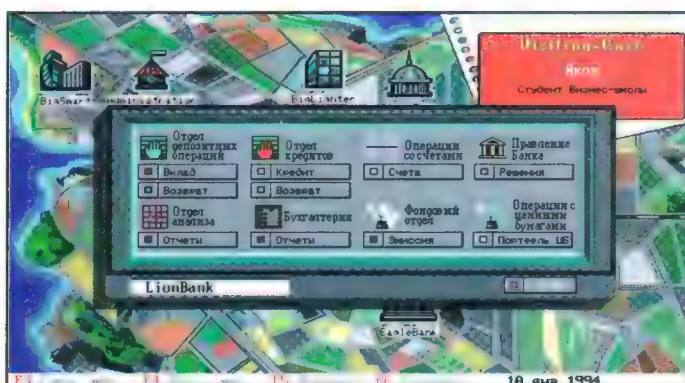 Visiting-Card
Яков
Студент Бизнес-школы
BigLighter
Отдел
депозитных
операций
Вклад
Возврат
Отдел
кредитов
Кредит
Возврат
Операции
со счетами
Счета
Правление
Банка
Решения
Отдел
анализа
Отчеты
Бухгалтерия
Отчеты
Фондовый
отдел
Эмиссия
Операции с
ценными
бумагами
Портфель ЦБ
LionBank
EagleBank
18 янв 1994